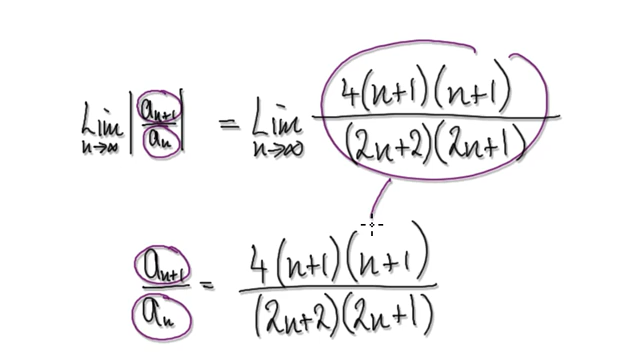 Lim n→∞ |a_{n+1}/a_n| = Lim n→∞ 4(n+1)(n+1)/(2n+2)(2n+1)
a_{n+1}/a_n = 4(n+1)(n+1)/(2n+2)(2n+1)